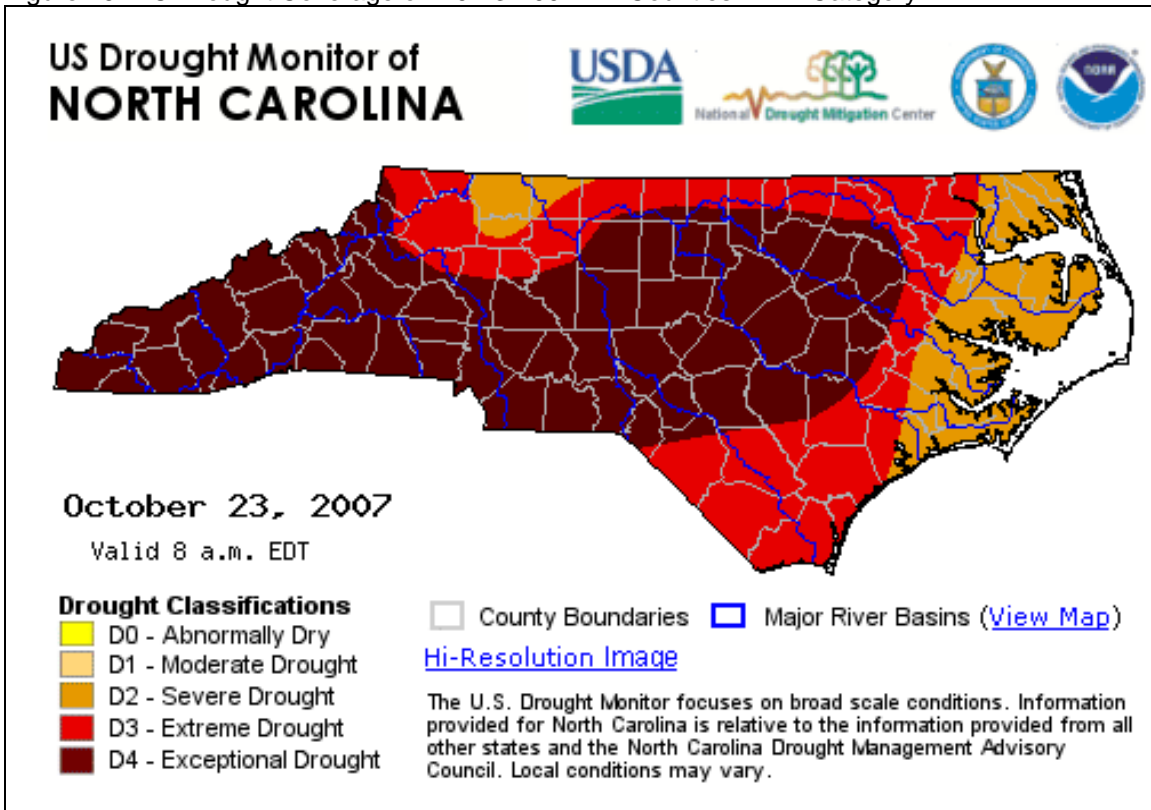 US Drought Monitor of
NORTH CAROLINA
USDA
National Drought Mitigation Center
NOAA
October 23, 2007
Valid 8 a.m. EDT
Drought Classifications
D0 - Abnormally Dry
D1 - Moderate Drought
D2 - Severe Drought
D3 - Extreme Drought
D4 - Exceptional Drought
County Boundaries
Major River Basins (View Map)
Hi-Resolution Image
The U.S. Drought Monitor focuses on broad scale conditions. Information
provided for North Carolina is relative to the information provided from all
other states and the North Carolina Drought Management Advisory
Council. Local conditions may vary.